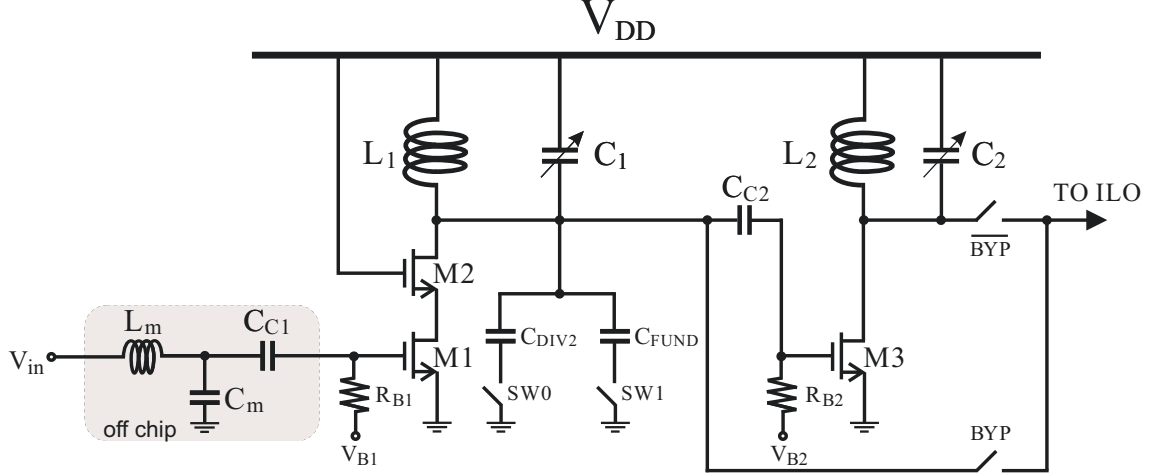 VDD
L1
C1
L2
C2
CC2
TO ILO
BYP
M2
Lm
CC1
CDIV2
CFUND
Vin
M1
M3
Cm
RB1
SW0
SW1
RB2
off chip
VB1
VB2
BYP